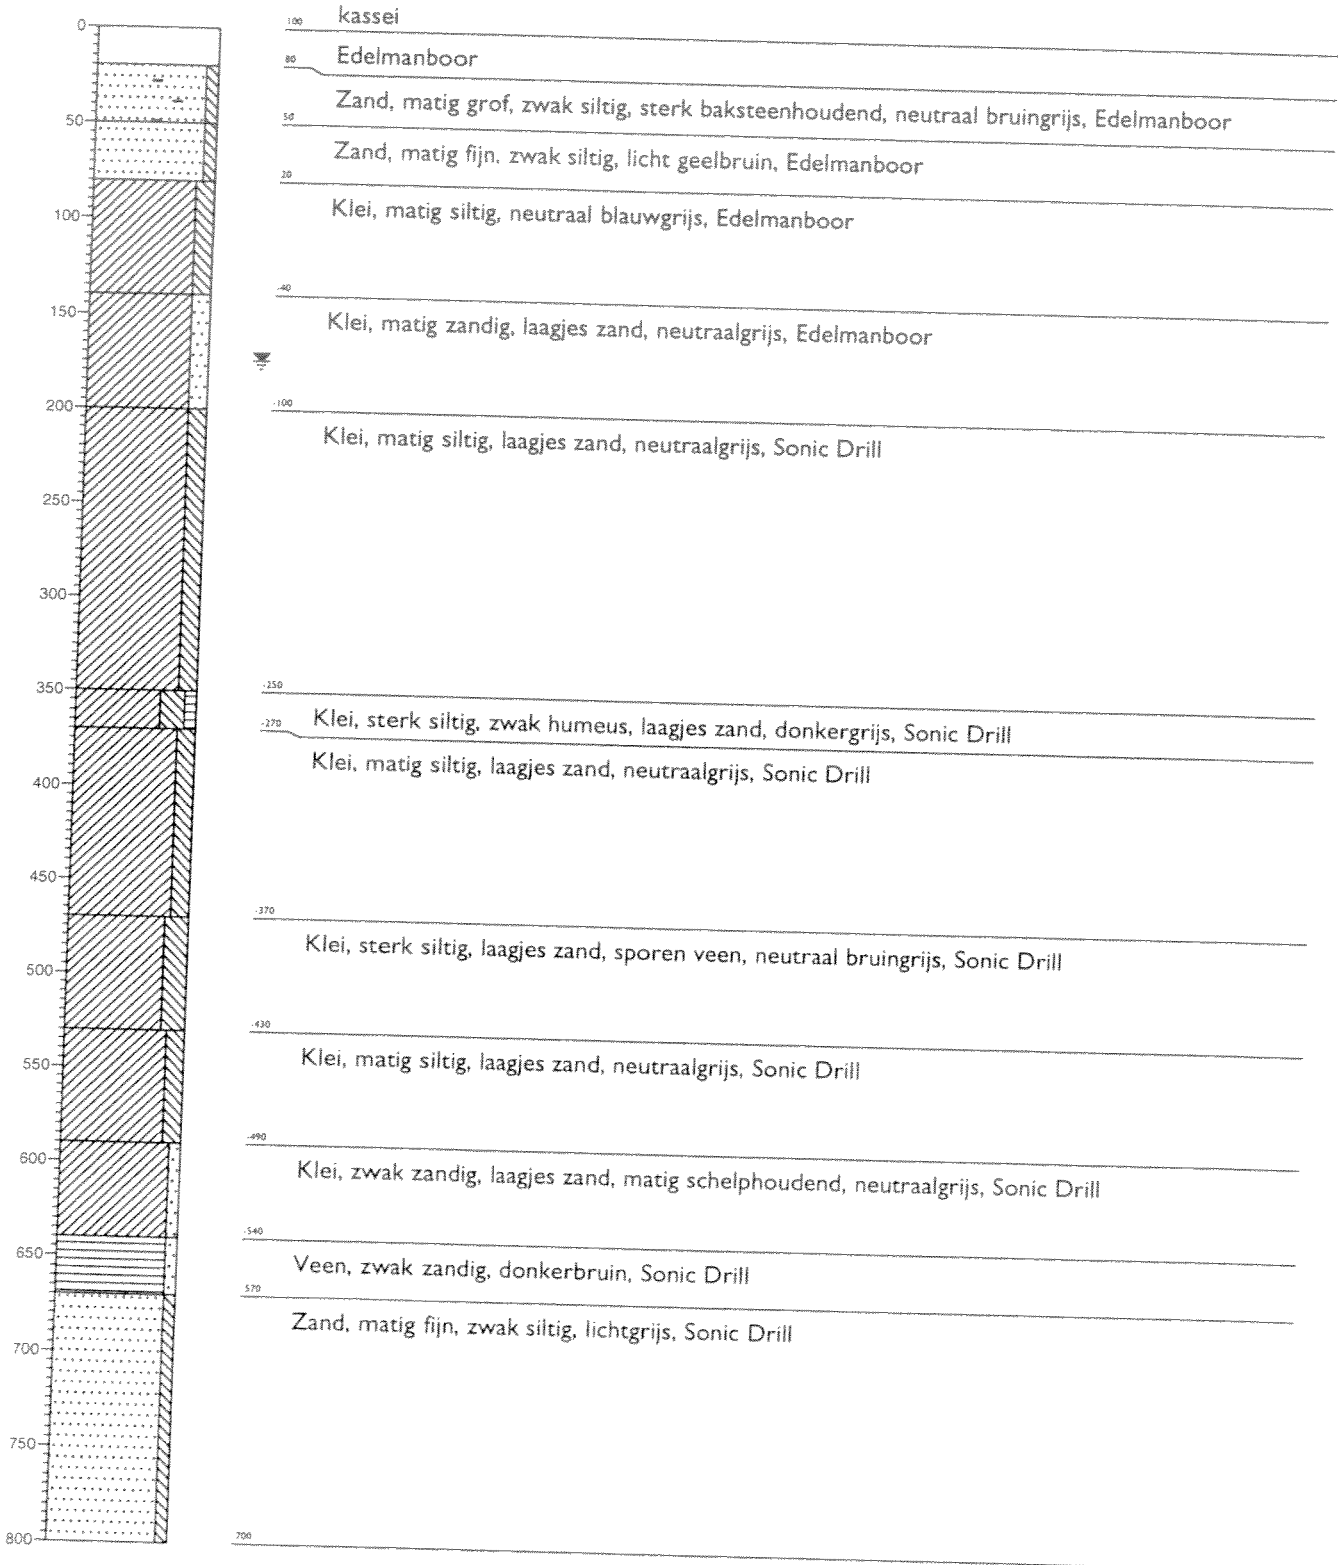 0
100 kassei
80 Edelmanboor
Zand, matig grof, zwak siltig, sterk baksteenhoudend, neutraal bruingrijs, Edelmanboor
50
50
Zand, matig fijn, zwak siltig, licht geelbruin, Edelmanboor
20
100
Klei, matig siltig, neutraal blauwgrijs, Edelmanboor
-40
150
Klei, matig zandig, laagjes zand, neutraalgrijs, Edelmanboor
200
-100
Klei, matig siltig, laagjes zand, neutraalgrijs, Sonic Drill
250
300
350
-250
Klei, sterk siltig, zwak humeus, laagjes zand, donkergrijs, Sonic Drill
-270
Klei, matig siltig, laagjes zand, neutraalgrijs, Sonic Drill
400
450
-370
Klei, sterk siltig, laagjes zand, sporen veen, neutraal bruingrijs, Sonic Drill
500
-430
Klei, matig siltig, laagjes zand, neutraalgrijs, Sonic Drill
550
-490
600
Klei, zwak zandig, laagjes zand, matig schelphoudend, neutraalgrijs, Sonic Drill
-540
650
Veen, zwak zandig, donkerbruin, Sonic Drill
570
Zand, matig fijn, zwak siltig, lichtgrijs, Sonic Drill
700
750
800
700